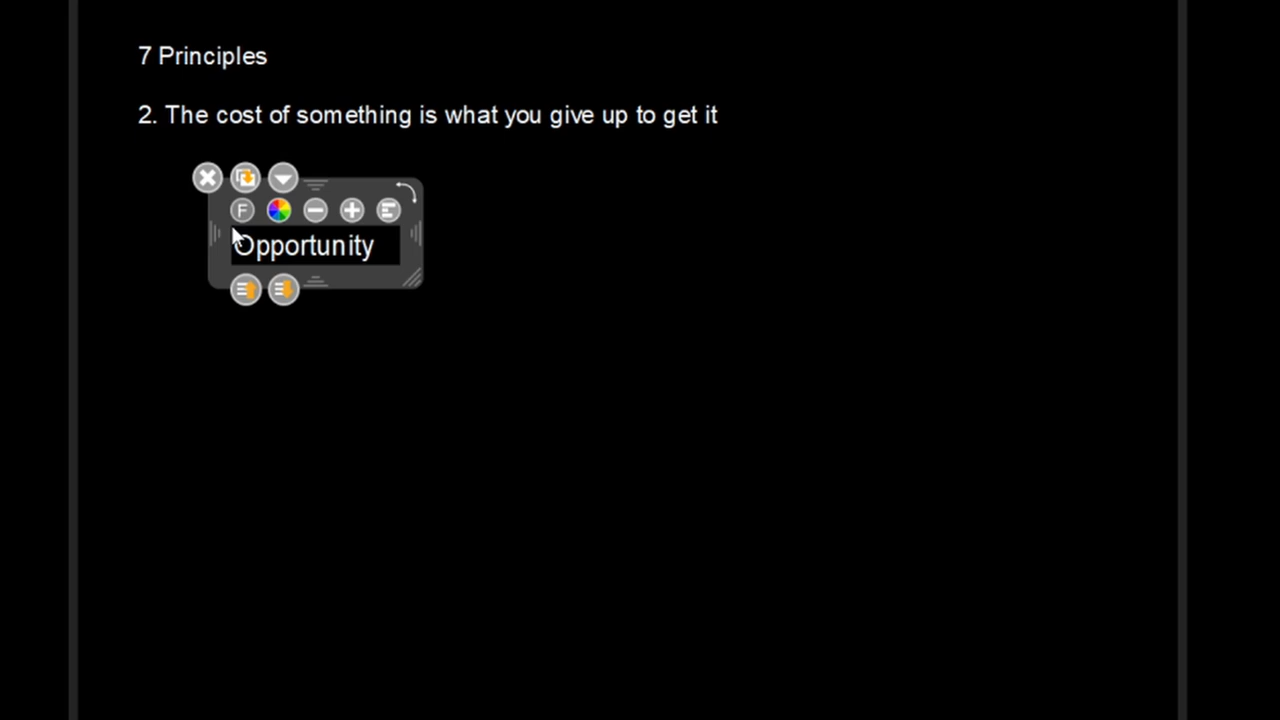 7 Principles
2. The cost of something is what you give up to get it
F
Opportunity